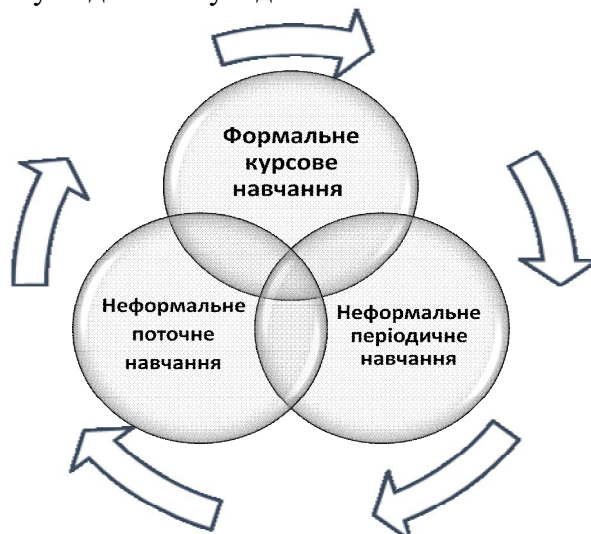 Формальне
курсове
навчання
Неформальне
поточне
навчання
Неформальне
періодичне
навчання